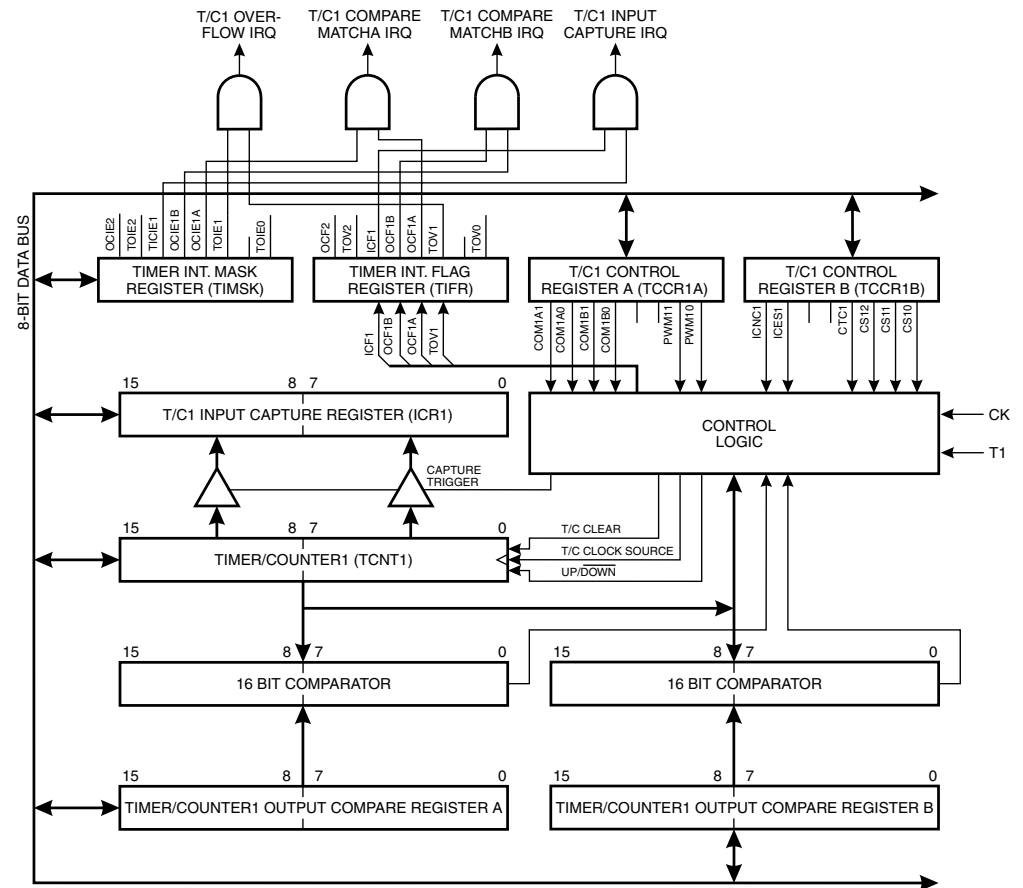 T/C1 OVER-
FLOW IRQ
T/C1 COMPARE
MATCHA IRQ
T/C1 COMPARE
MATCHB IRQ
T/C1 INPUT
CAPTURE IRQ
8-BIT DATA BUS
OCIE2
TOIE2
TICIE1
OCIE1B
OCIE1A
TOIE1
TOIE0
OCF2
TOV2
ICF1
OCF1B
OCF1A
TOV1
TOV0
TIMER INT. MASK
REGISTER (TIMSK)
TIMER INT. FLAG
REGISTER (TIFR)
T/C1 CONTROL
REGISTER A (TCCR1A)
T/C1 CONTROL
REGISTER B (TCCR1B)
ICF1
OCF1B
OCF1A
TOV1
COM1A1
COM1A0
COM1B1
COM1B0
PWM11
PWM10
ICNC1
ICES1
CTC1
CS12
CS11
CS10
15 8 7 0
T/C1 INPUT CAPTURE REGISTER (ICR1)
CONTROL
LOGIC
CK
T1
CAPTURE
TRIGGER
15 8 7 0
TIMER/COUNTER1 (TCNT1)
T/C CLEAR
T/C CLOCK SOURCE
UP/DOWN
15 8 7 0
16 BIT COMPARATOR
15 8 7 0
16 BIT COMPARATOR
15 8 7 0
TIMER/COUNTER1 OUTPUT COMPARE REGISTER A
15 8 7 0
TIMER/COUNTER1 OUTPUT COMPARE REGISTER B